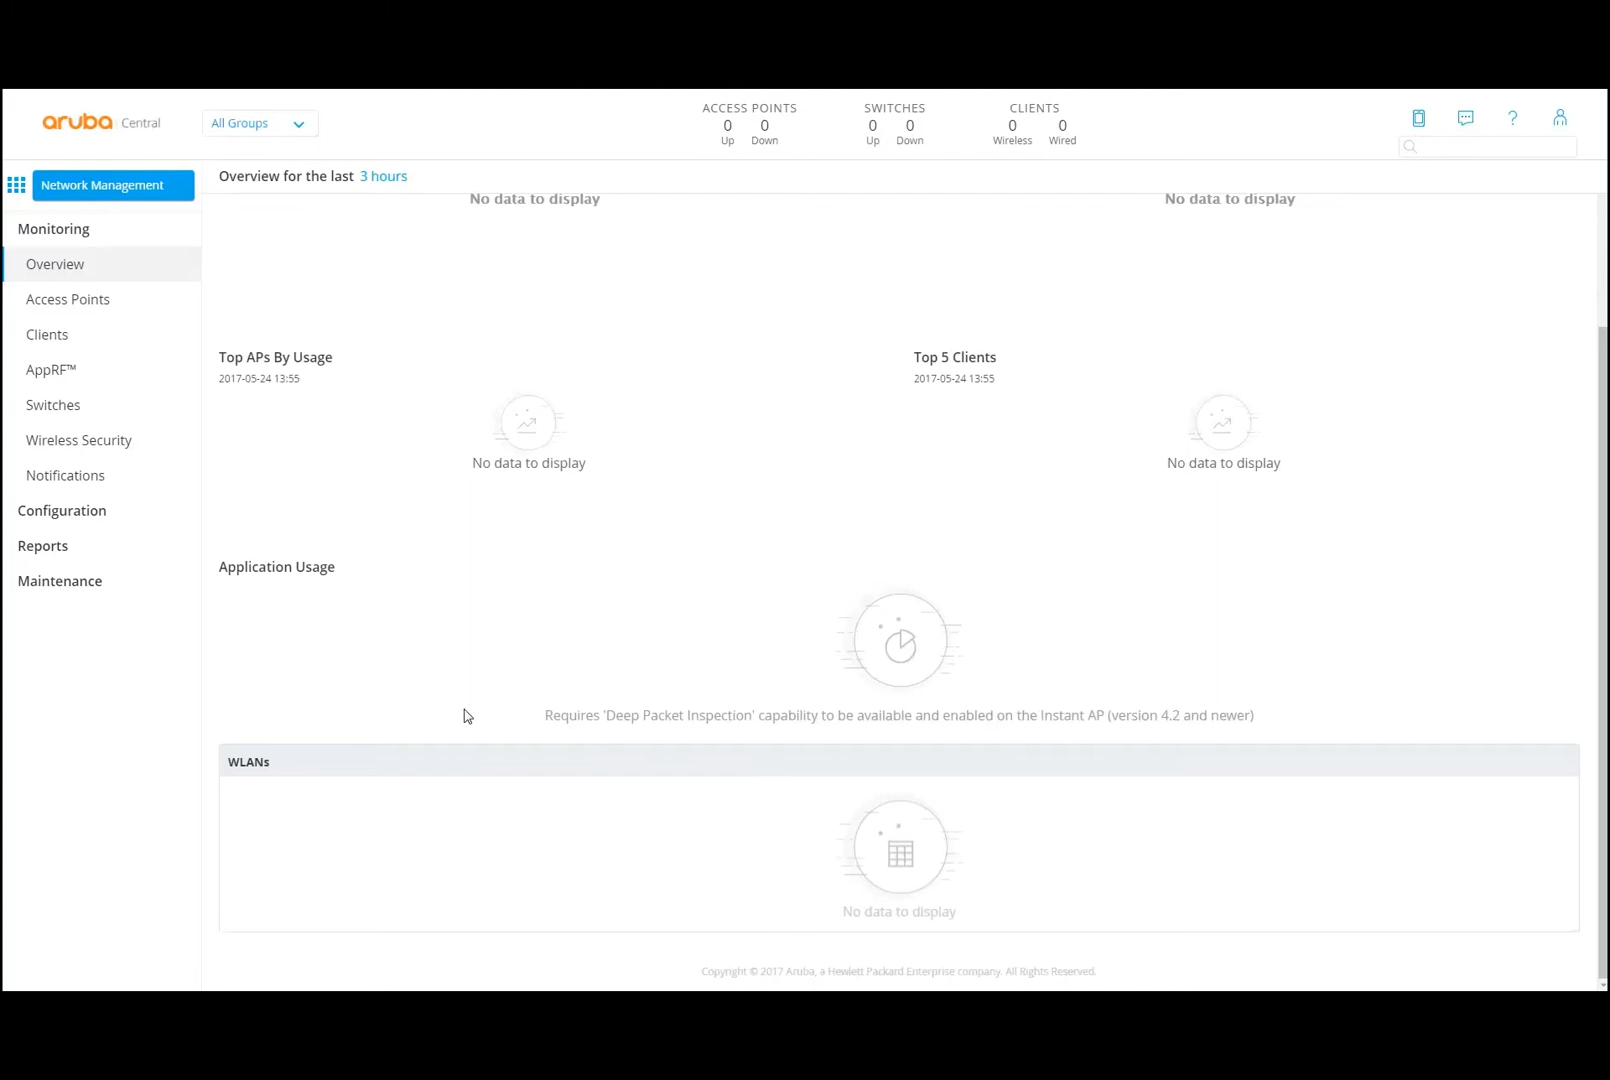 aruba Central
All Groups
ACCESS POINTS
0 0
Up Down
SWITCHES
0 0
Up Down
CLIENTS
0 0
Wireless Wired
?
Network Management
Overview for the last 3 hours
Monitoring
Overview
Access Points
Clients
AppRF™
Switches
Wireless Security
Notifications
Configuration
Reports
Maintenance
No data to display
No data to display
Top APs By Usage
2017-05-24 13:55
No data to display
Top 5 Clients
2017-05-24 13:55
No data to display
Application Usage
Requires 'Deep Packet Inspection' capability to be available and enabled on the Instant AP (version 4.2 and newer)
WLANs
No data to display
Copyright © 2017 Aruba, a Hewlett Packard Enterprise company. All Rights Reserved.